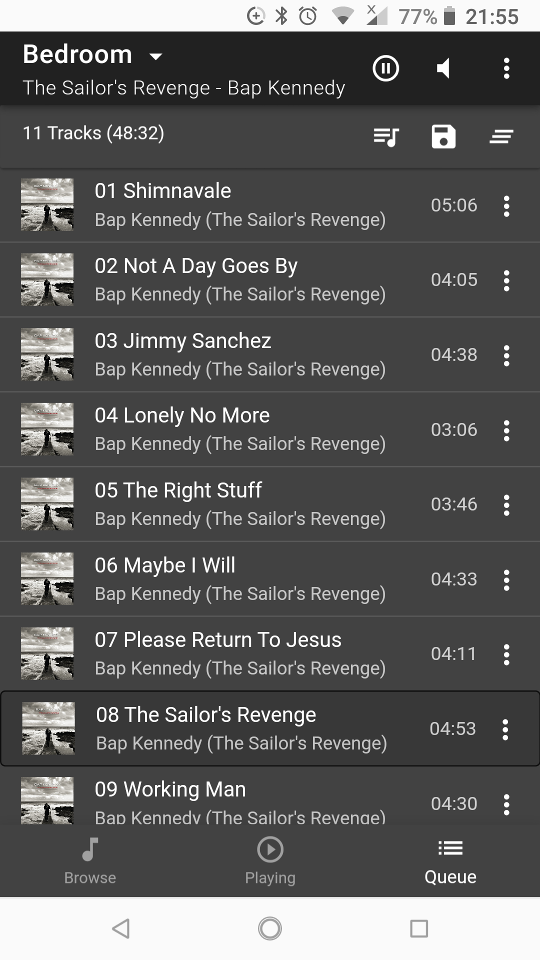 77% 21:55
Bedroom
The Sailor's Revenge - Bap Kennedy
11 Tracks (48:32)
01 Shimnavale
Bap Kennedy (The Sailor's Revenge) 05:06
02 Not A Day Goes By
Bap Kennedy (The Sailor's Revenge) 04:05
03 Jimmy Sanchez
Bap Kennedy (The Sailor's Revenge) 04:38
04 Lonely No More
Bap Kennedy (The Sailor's Revenge) 03:06
05 The Right Stuff
Bap Kennedy (The Sailor's Revenge) 03:46
06 Maybe I Will
Bap Kennedy (The Sailor's Revenge) 04:33
07 Please Return To Jesus
Bap Kennedy (The Sailor's Revenge) 04:11
08 The Sailor's Revenge
Bap Kennedy (The Sailor's Revenge) 04:53
09 Working Man
Bap Kennedy (The Sailor's Revenge) 04:30
Browse Playing Queue